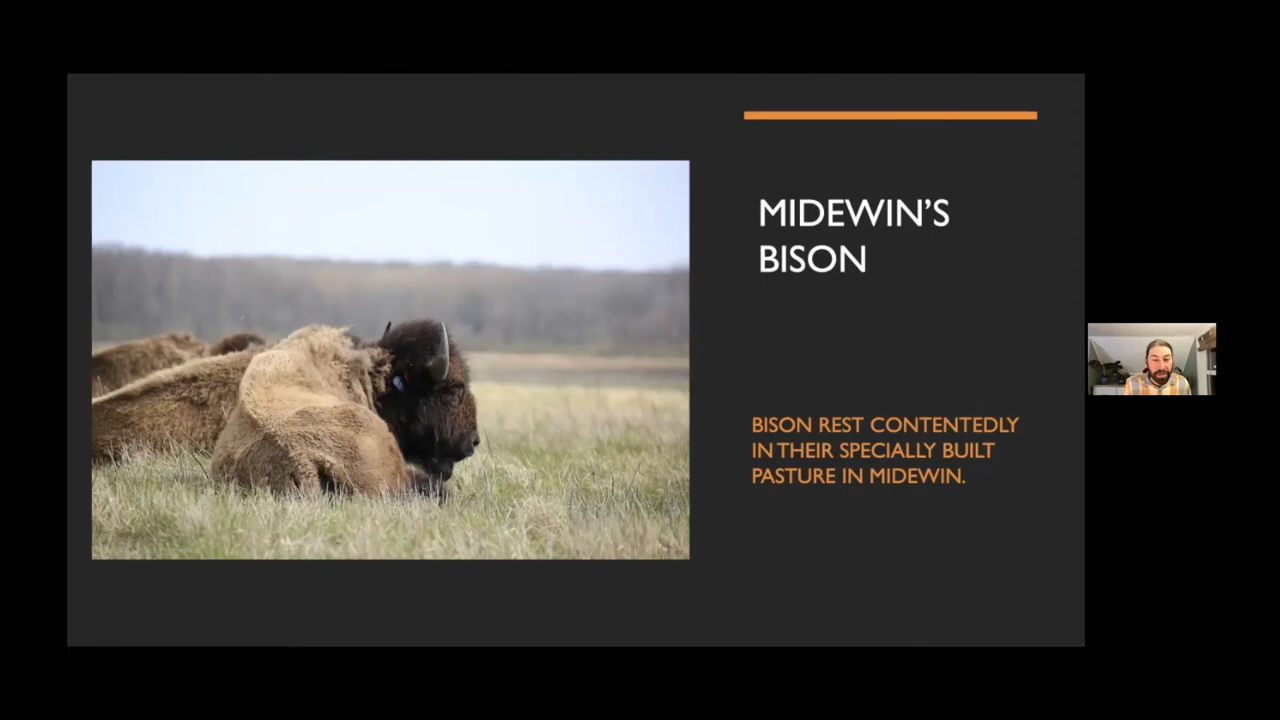 MIDEWIN’S
BISON
BISON REST CONTENTEDLY
IN THEIR SPECIALLY BUILT
PASTURE IN MIDEWIN.